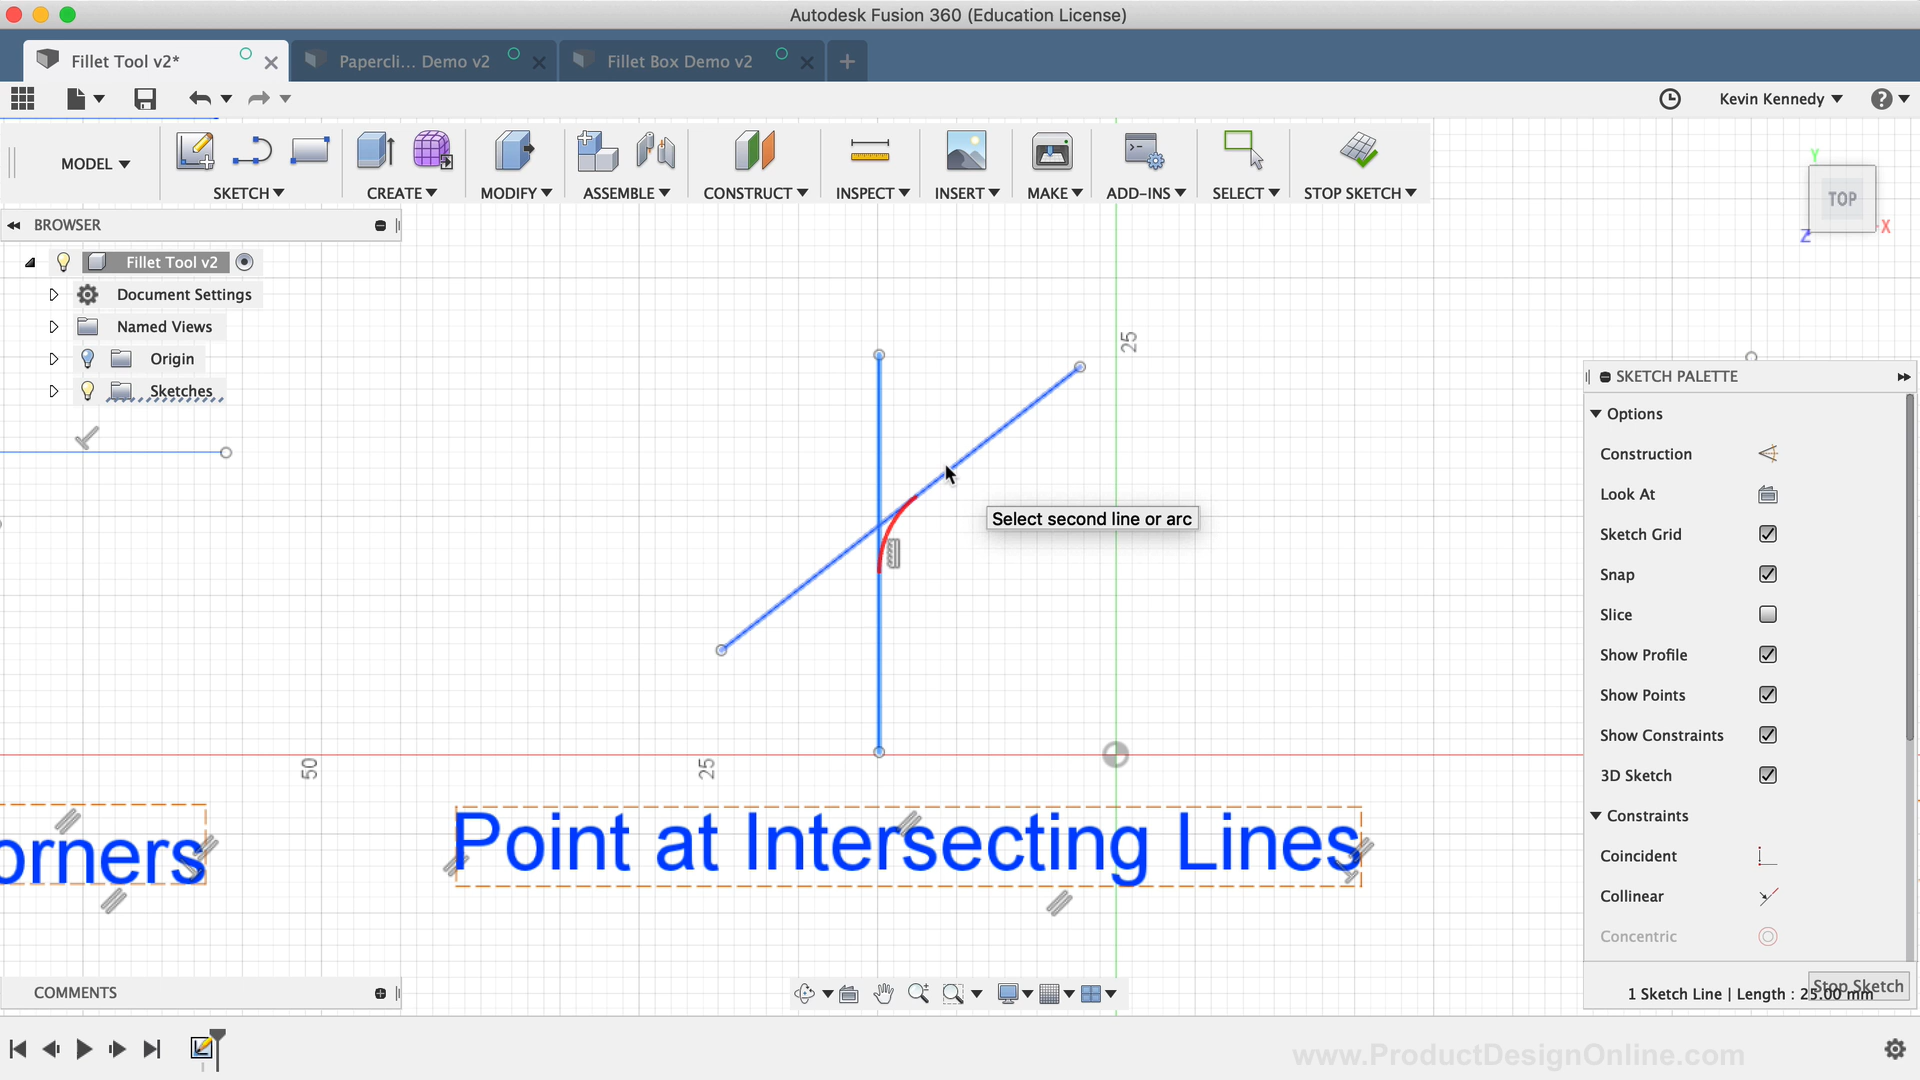 Autodesk Fusion 360 (Education License)
Fillet Tool v2*
Papercli... Demo v2
Fillet Box Demo v2
Kevin Kennedy
MODEL
SKETCH
CREATE
MODIFY
ASSEMBLE
CONSTRUCT
INSPECT
INSERT
MAKE
ADD-INS
SELECT
STOP SKETCH
Y
TOP
Z
X
BROWSER
Fillet Tool v2
Document Settings
Named Views
Origin
Sketches
25
Select second line or arc
50
25
orners
Point at Intersecting Lines
SKETCH PALETTE
Options
Construction
Look At
Sketch Grid
Snap
Slice
Show Profile
Show Points
Show Constraints
3D Sketch
Constraints
Coincident
Collinear
Concentric
Stop Sketch
1 Sketch Line | Length : 25.00 mm
COMMENTS
www.ProductDesignOnline.com